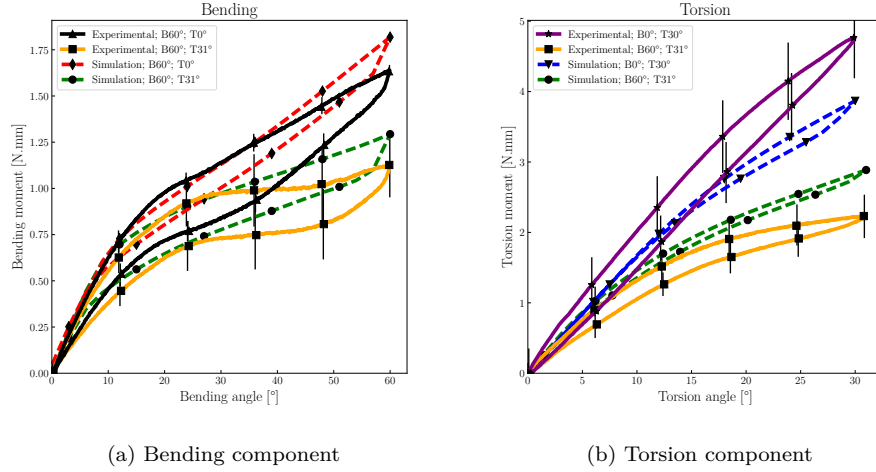 Bending
Torsion
Experimental; B60°; T0°
Experimental; B60°; T31°
Simulation; B60°; T0°
Simulation; B60°; T31°
Experimental; B0°; T30°
Experimental; B60°; T31°
Simulation; B0°; T30°
Simulation; B60°; T31°
Bending moment [N.mm]
1.75
1.50
1.25
1.00
0.75
0.50
0.25
0.00
0 10 20 30 40 50 60
Bending angle [°]
Torsion moment [N.mm]
5
4
3
2
1
0
0 5 10 15 20 25 30
Torsion angle [°]
(a) Bending component
(b) Torsion component